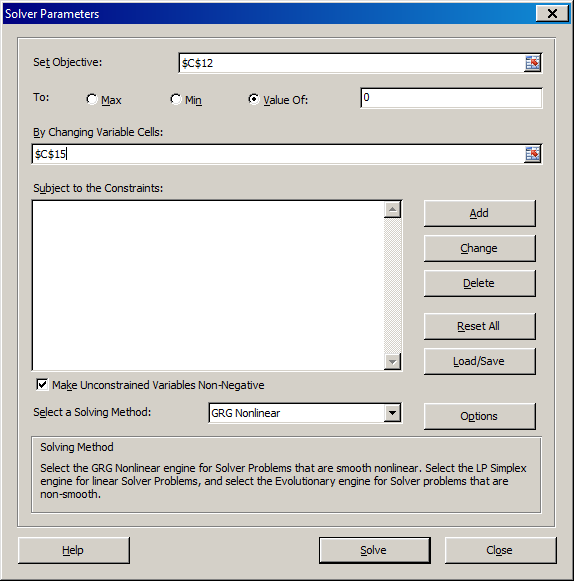 Solver Parameters
Set Objective: $C$12
To: Max Min Value Of: 0
By Changing Variable Cells:
$C$15
Subject to the Constraints:
Add
Change
Delete
Reset All
Load/Save
Make Unconstrained Variables Non-Negative
Select a Solving Method: GRG Nonlinear Options
Solving Method
Select the GRG Nonlinear engine for Solver Problems that are smooth nonlinear. Select the LP Simplex
engine for linear Solver Problems, and select the Evolutionary engine for Solver problems that are
non-smooth.
Help Solve Close